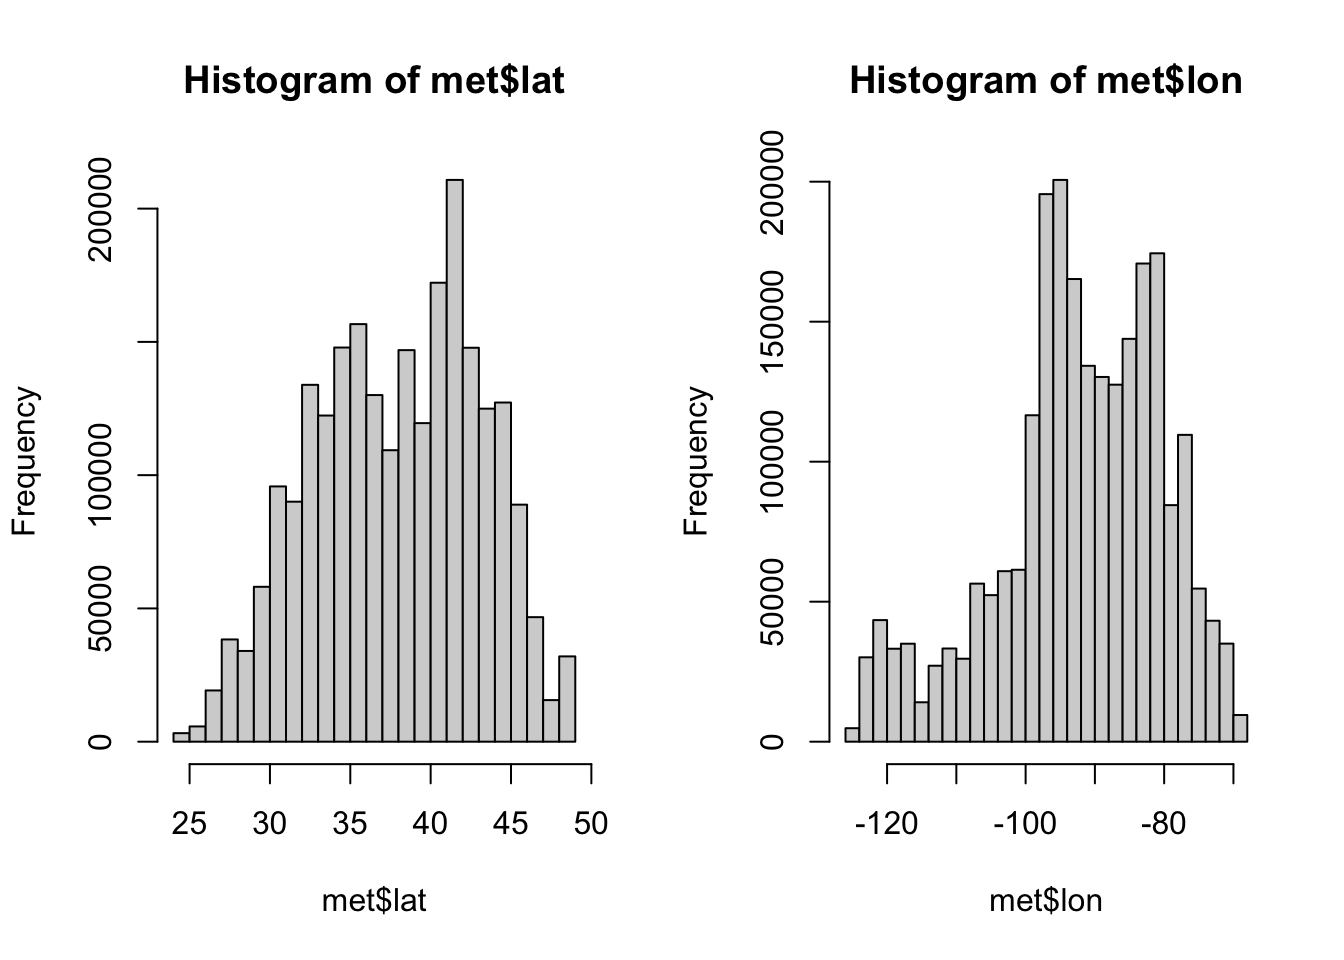 Histogram of met$lat
Frequency
0
50000
100000
200000
25 30 35 40 45 50
met$lat
Histogram of met$lon
Frequency
0
50000
100000
150000
200000
-120 -100 -80
met$lon